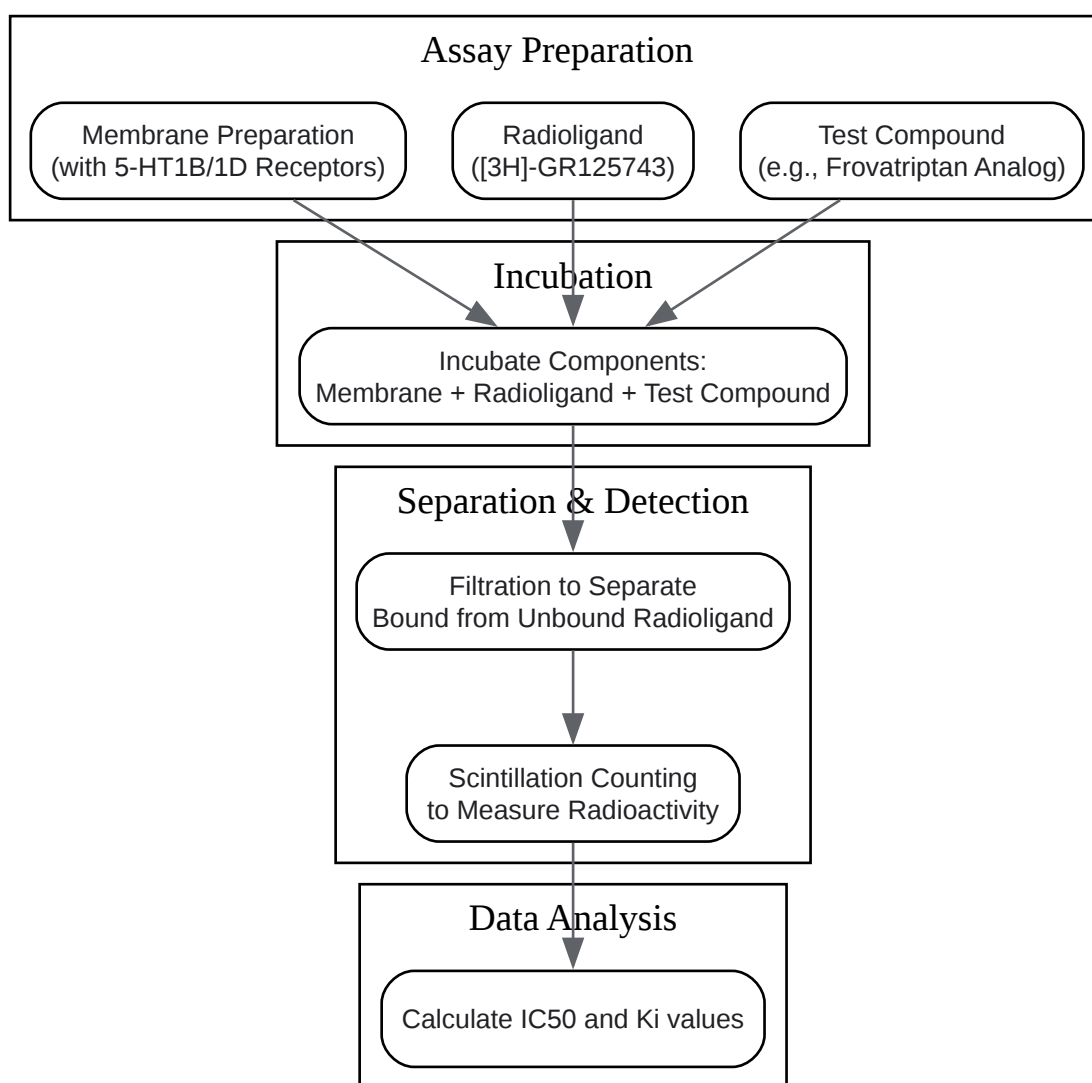 Assay Preparation
Membrane Preparation
(with 5-HT1B/1D Receptors)
Radioligand
([3H]-GR125743)
Test Compound
(e.g., Frovatriptan Analog)
Incubation
Incubate Components:
Membrane + Radioligand + Test Compound
Separation & Detection
Filtration to Separate
Bound from Unbound Radioligand
Scintillation Counting
to Measure Radioactivity
Data Analysis
Calculate IC50 and Ki values